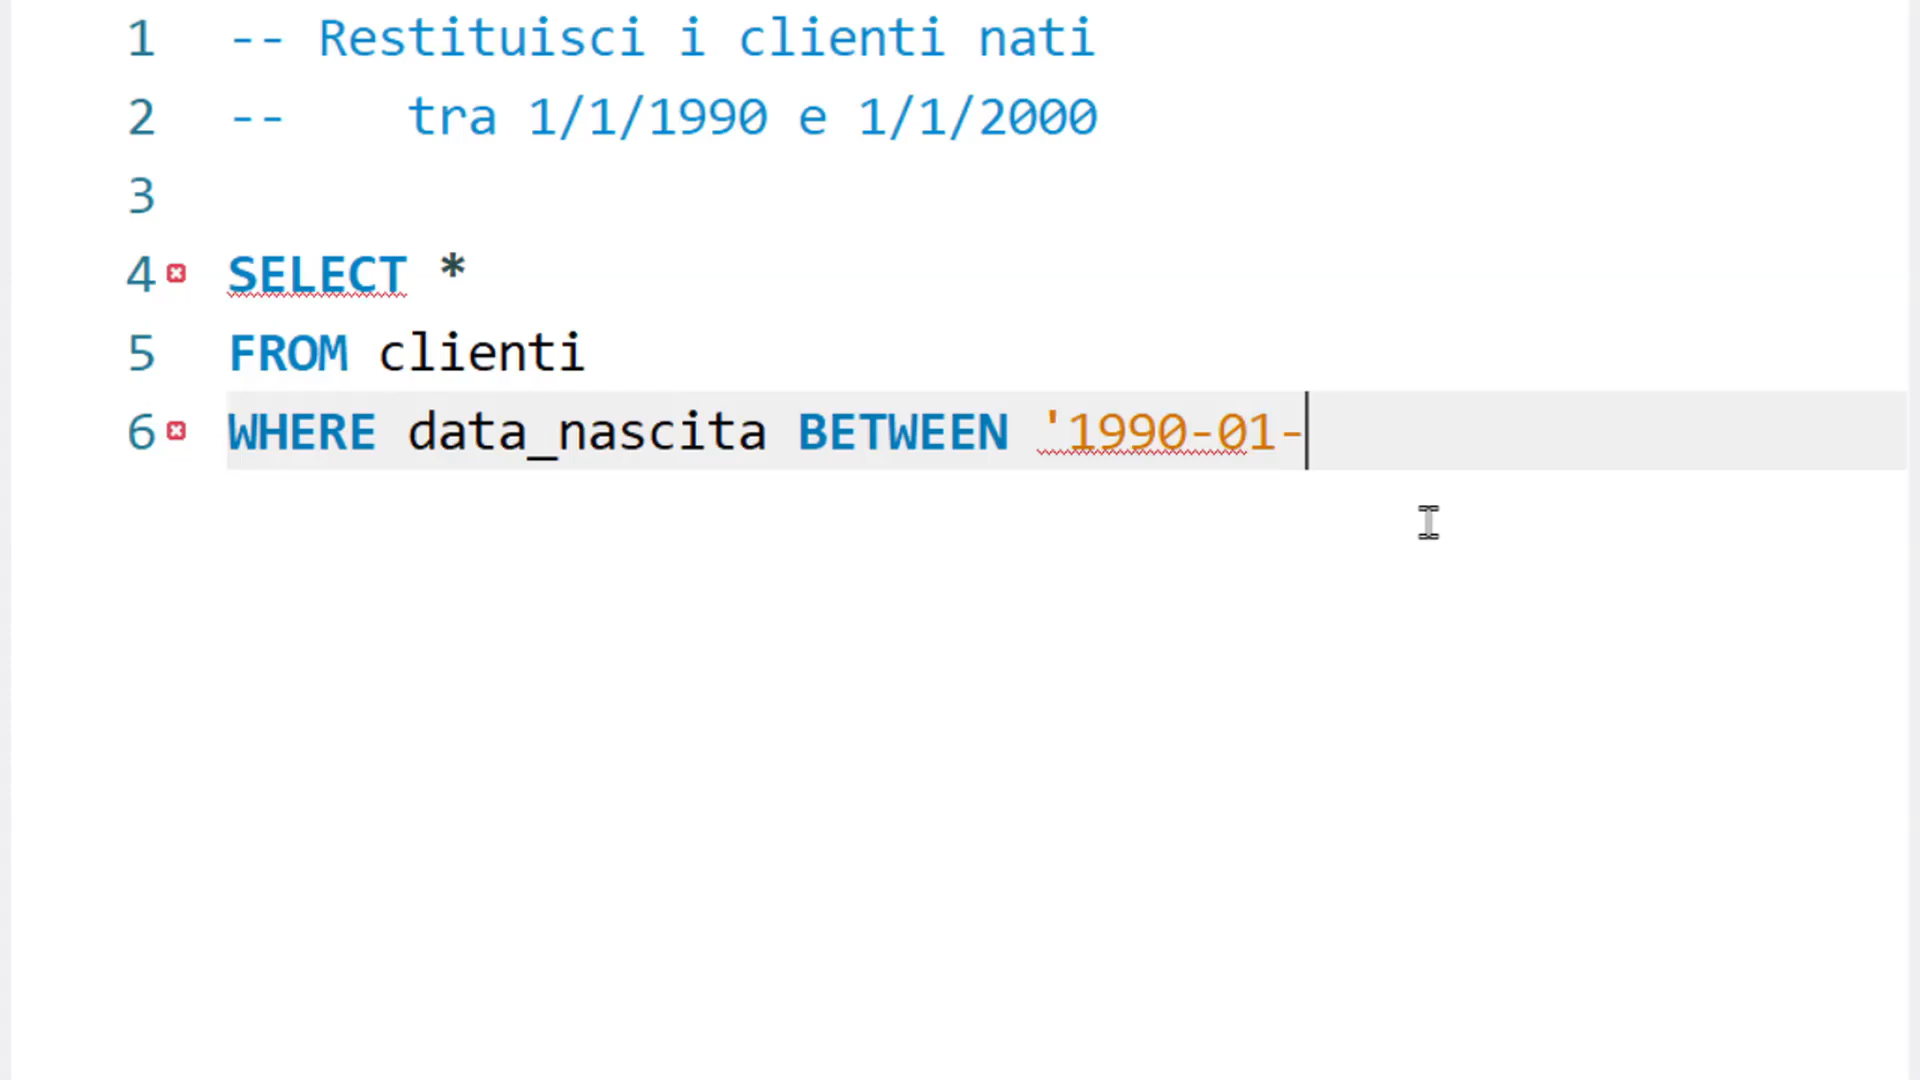 1 -- Restituisci i clienti nati
2 --    tra 1/1/1990 e 1/1/2000
3
4 SELECT *
5 FROM clienti
6 WHERE data_nascita BETWEEN '1990-01-